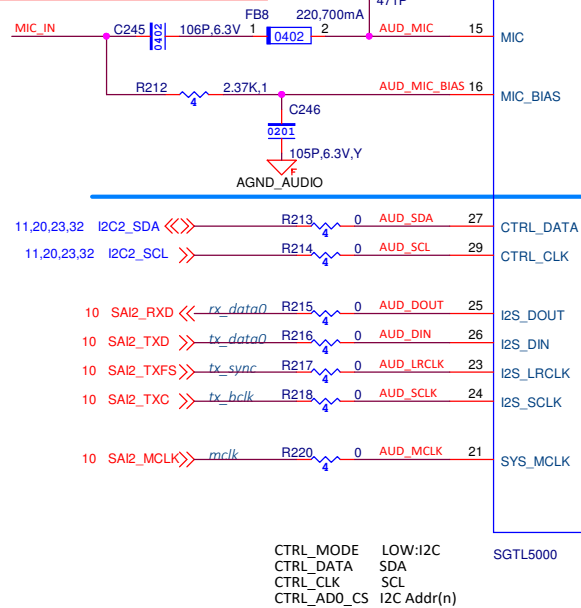 471P
FB8 220,700mA
MIC_IN C245 0402 106P,6.3V 1 0402 2 AUD_MIC 15 MIC
R212 4 2.37K,1 AUD_MIC_BIAS 16 MIC_BIAS
C246
0201
105P,6.3V,Y
F
AGND_AUDIO
11,20,23,32 I2C2_SDA R213 4 0 AUD_SDA 27 CTRL_DATA
11,20,23,32 I2C2_SCL R214 4 0 AUD_SCL 29 CTRL_CLK
10 SAI2_RXD rx_data0 R215 4 0 AUD_DOUT 25 I2S_DOUT
10 SAI2_TXD tx_data0 R216 4 0 AUD_DIN 26 I2S_DIN
10 SAI2_TXFS tx_sync R217 4 0 AUD_LRCLK 23 I2S_LRCLK
10 SAI2_TXC tx_bclk R218 4 0 AUD_SCLK 24 I2S_SCLK
10 SAI2_MCLK mclk R220 4 0 AUD_MCLK 21 SYS_MCLK
CTRL_MODE LOW:I2C
SGTL5000
CTRL_DATA SDA
CTRL_CLK SCL
CTRL_AD0_CS I2C Addr(n)